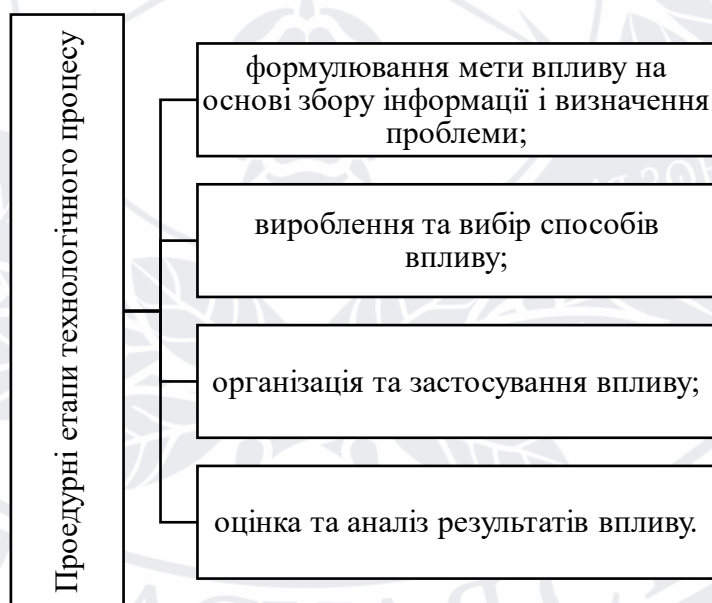 Проедурні етапи технологічного процесу
формулювання мети впливу на
основі збору інформації і визначення
проблеми;
вироблення та вибір способів
впливу;
організація та застосування впливу;
оцінка та аналіз результатів впливу.